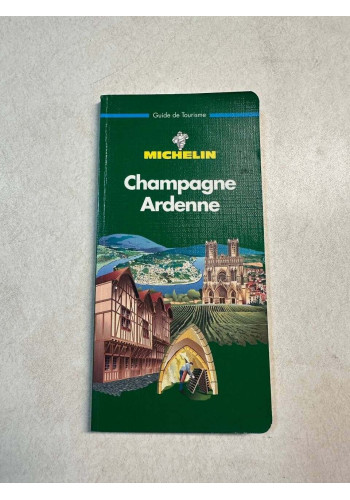 Guide de Tourisme
MICHELIN
Champagne
Ardenne